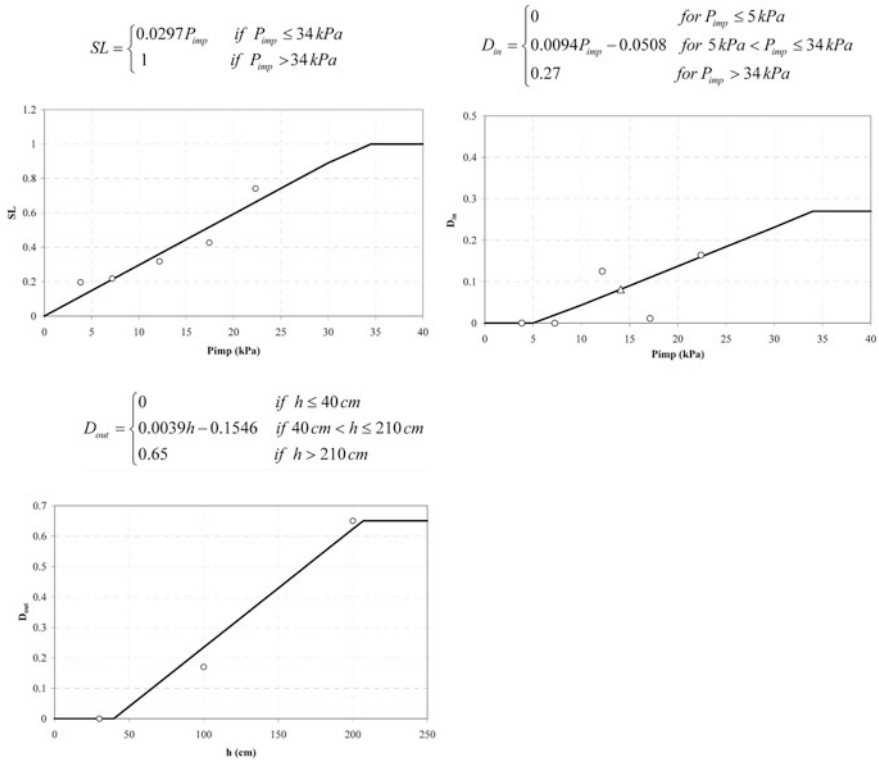 SL = { 0.0297P_imp if P_imp ≤ 34 kPa
1 if P_imp > 34 kPa
1.2
1
0.8
0.6
0.4
0.2
0
SL
0 5 10 15 20 25 30 35 40
Pimp (kPa)
D_in = { 0 for P_imp ≤ 5 kPa
0.0094P_imp − 0.0508 for 5 kPa < P_imp ≤ 34 kPa
0.27 for P_imp > 34 kPa
0.5
0.4
0.3
0.2
0.1
0
D_in
0 5 10 15 20 25 30 35 40
Pimp (kPa)
D_out = { 0 if h ≤ 40 cm
0.0039h − 0.1546 if 40 cm < h ≤ 210 cm
0.65 if h > 210 cm
0.7
0.6
0.5
0.4
0.3
0.2
0.1
0
D_out
0 50 100 150 200 250
h (cm)